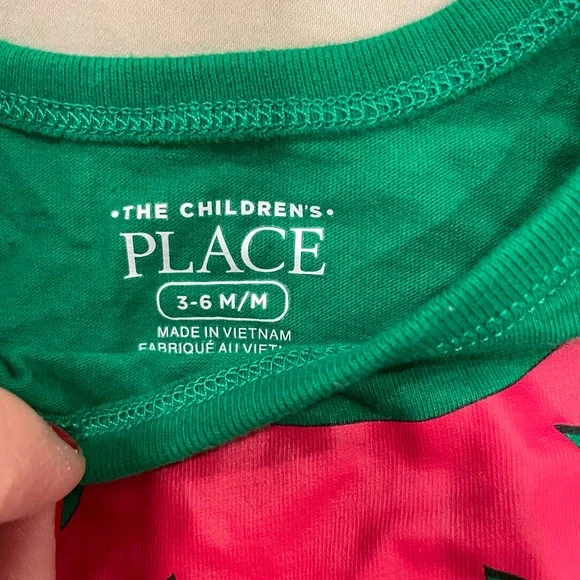 •THE CHILDREN'S•
PLACE
3-6 M/M
MADE IN VIETNAM
FABRIQUÉ AU